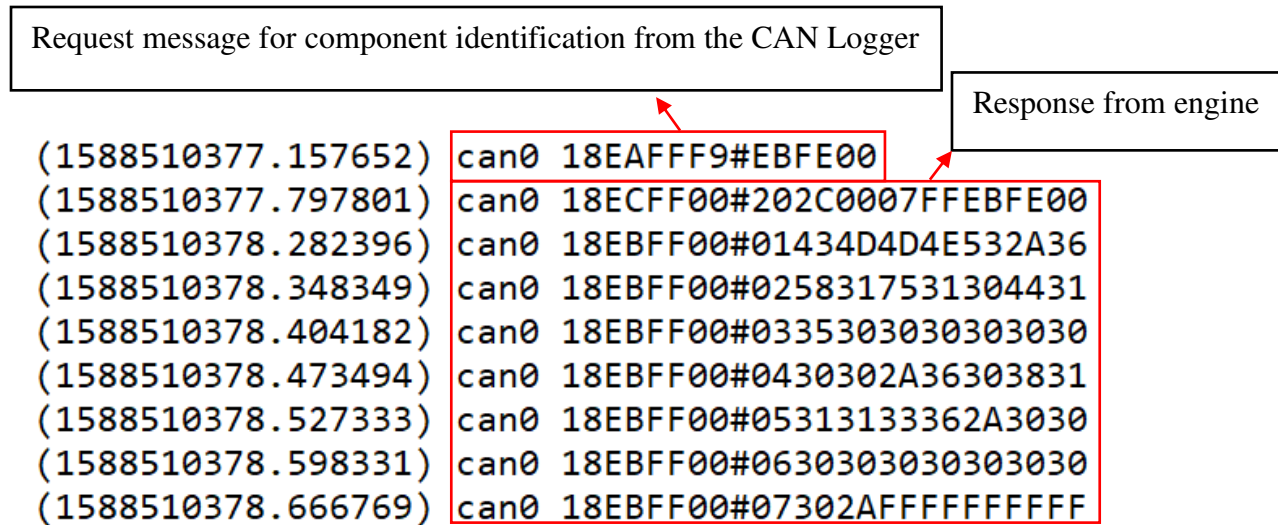 Request message for component identification from the CAN Logger
Response from engine
(1588510377.157652) can0 18EAFFF9#EBFE00
(1588510377.797801) can0 18ECFF00#202C0007FFEBFE00
(1588510378.282396) can0 18EBFF00#01434D4D4E532A36
(1588510378.348349) can0 18EBFF00#0258317531304431
(1588510378.404182) can0 18EBFF00#0335303030303030
(1588510378.473494) can0 18EBFF00#0430302A36303831
(1588510378.527333) can0 18EBFF00#05313133362A3030
(1588510378.598331) can0 18EBFF00#0630303030303030
(1588510378.666769) can0 18EBFF00#07302AFFFFFFFFFF